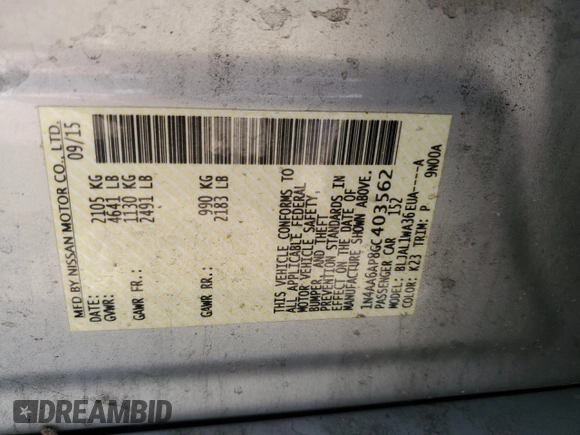 MFD BY NISSAN MOTOR CO., LTD.
DATE: 09/15
GVWR: 2105 KG
4641 LB
GAWR FR.: 1130 KG
2491 LB
GAWR RR.: 990 KG
2183 LB
THIS VEHICLE CONFORMS TO
ALL APPLICABLE FEDERAL
MOTOR VEHICLE SAFETY,
BUMPER, AND THEFT
PREVENTION STANDARDS IN
EFFECT ON THE DATE OF
MANUFACTURE SHOWN ABOVE.
1N4AA6AP8GC403562
PASSENGER CAR 152
MODEL: BLJALIWA36EUA----A
COLOR: K23 TRIM: P 9N00A
DREAMBID